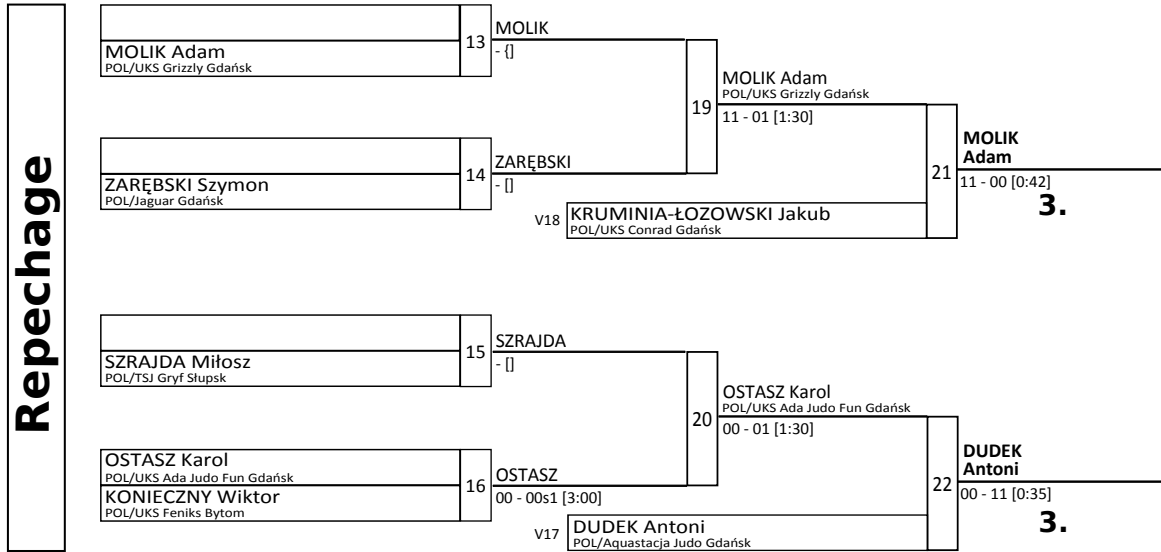 Repechage
MOLIK Adam
POL/UKS Grizzly Gdańsk
13
MOLIK
- {]
ZARĘBSKI Szymon
POL/Jaguar Gdańsk
14
ZARĘBSKI
- []
19
MOLIK Adam
POL/UKS Grizzly Gdańsk
11 - 01 [1:30]
V18
KRUMINIA-ŁOZOWSKI Jakub
POL/UKS Conrad Gdańsk
21
MOLIK
Adam
11 - 00 [0:42]
3.
SZRAJDA Miłosz
POL/TSJ Gryf Słupsk
15
SZRAJDA
- []
OSTASZ Karol
POL/UKS Ada Judo Fun Gdańsk
KONIECZNY Wiktor
POL/UKS Feniks Bytom
16
OSTASZ
00 - 00s1 [3:00]
20
OSTASZ Karol
POL/UKS Ada Judo Fun Gdańsk
00 - 01 [1:30]
V17
DUDEK Antoni
POL/Aquastacja Judo Gdańsk
22
DUDEK
Antoni
00 - 11 [0:35]
3.